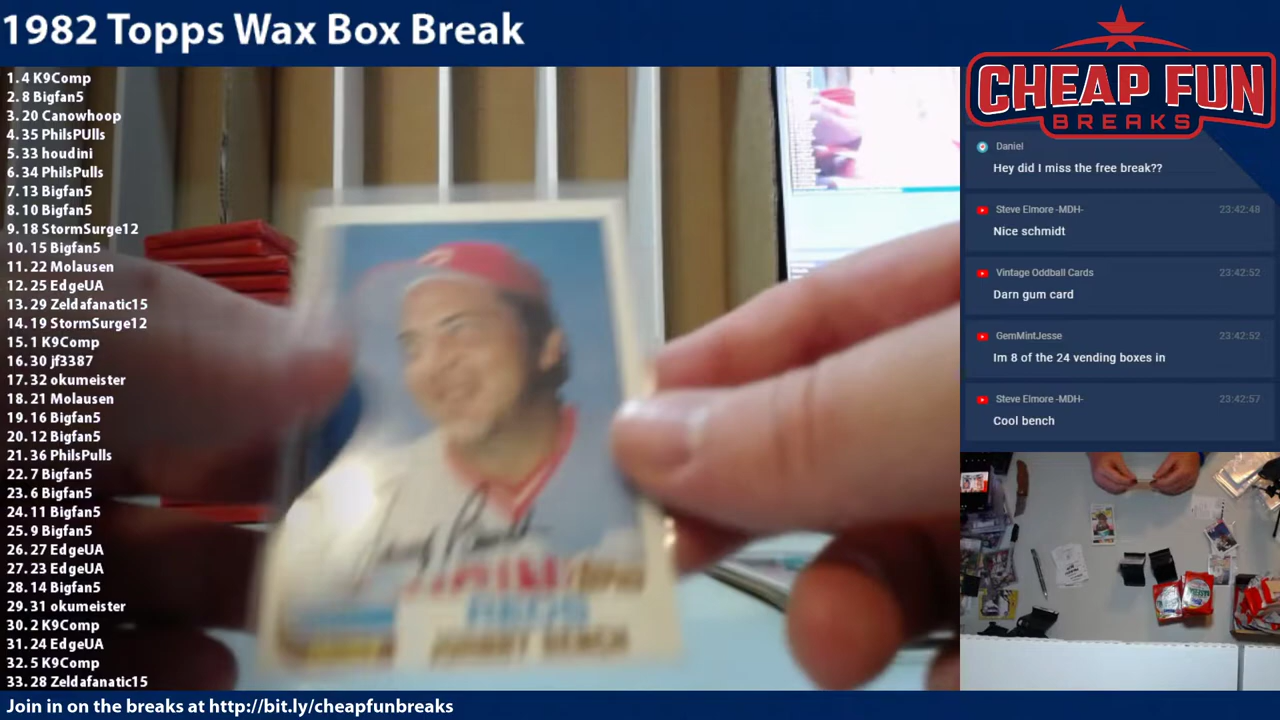 1982 Topps Wax Box Break
1. 4 K9Comp
2. 8 Bigfan5
3. 20 Canowhoop
4. 35 PhilsPUlls
5. 33 houdini
6. 34 PhilsPulls
7. 13 Bigfan5
8. 10 Bigfan5
9. 18 StormSurge12
10. 15 Bigfan5
11. 22 Molausen
12. 25 EdgeUA
13. 29 Zeldafanatic15
14. 19 StormSurge12
15. 1 K9Comp
16. 30 jf3387
17. 32 okumeister
18. 21 Molausen
19. 16 Bigfan5
20. 12 Bigfan5
21. 36 PhilsPulls
22. 7 Bigfan5
23. 6 Bigfan5
24. 11 Bigfan5
25. 9 Bigfan5
26. 27 EdgeUA
27. 23 EdgeUA
28. 14 Bigfan5
29. 31 okumeister
30. 2 K9Comp
31. 24 EdgeUA
32. 5 K9Comp
33. 28 Zeldafanatic15
REDS
JOHNNY BENCH
CHEAP FUN
BREAKS
Daniel
Hey did I miss the free break??
Steve Elmore -MDH- 23:42:48
Nice schmidt
Vintage Oddball Cards 23:42:52
Darn gum card
GemMintJesse 23:42:52
Im 8 of the 24 vending boxes in
Steve Elmore -MDH- 23:42:57
Cool bench
Join in on the breaks at http://bit.ly/cheapfunbreaks